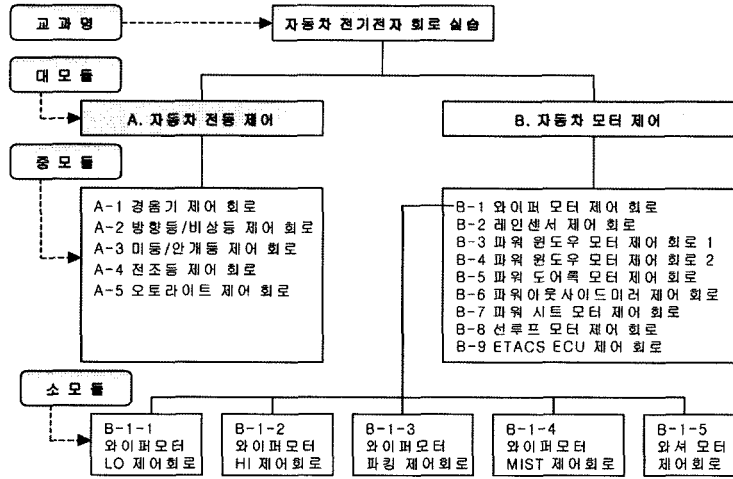 교 과 명
자동차 전기전자 회로 실습
대 모 듈
A. 자동차 전등 제어
B. 자동차 모터 제어
중 모 듈
A-1 경음기 제어 회로
A-2 방향등/비상등 제어 회로
A-3 미등/안개등 제어 회로
A-4 전조등 제어 회로
A-5 오토라이트 제어 회로
B-1 와이퍼 모터 제어 회로
B-2 레인센서 제어 회로
B-3 파워 윈도우 모터 제어 회로 1
B-4 파워 윈도우 모터 제어 회로 2
B-5 파워 도어록 모터 제어 회로
B-6 파워아웃사이드미러 제어 회로
B-7 파워 시트 모터 제어 회로
B-8 선루프 모터 제어 회로
B-9 ETACS ECU 제어 회로
소 모 듈
B-1-1
와이퍼모터
LO 제어회로
B-1-2
와이퍼모터
HI 제어회로
B-1-3
와이퍼모터
파킹 제어회로
B-1-4
와이퍼모터
MIST 제어회로
B-1-5
와셔 모터
제어회로